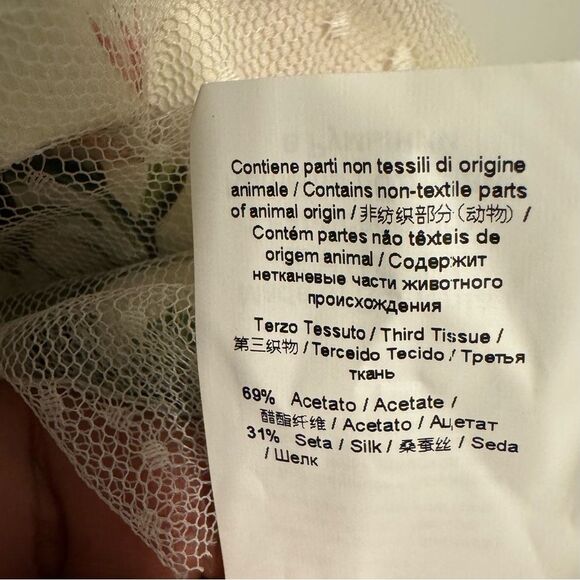 Contiene parti non tessili di origine
animale / Contains non-textile parts
of animal origin / 非纺织部分（动物） /
Contém partes não têxteis de
origem animal / Содержит
нетканевые части животного
происхождения
Terzo Tessuto / Third Tissue /
第三织物 / Terceido Tecido / Третья
ткань
69% Acetato / Acetate /
醋酯纤维 / Acetato / Ацетат
31% Seta / Silk / 桑蚕丝 / Seda
/ Шелк